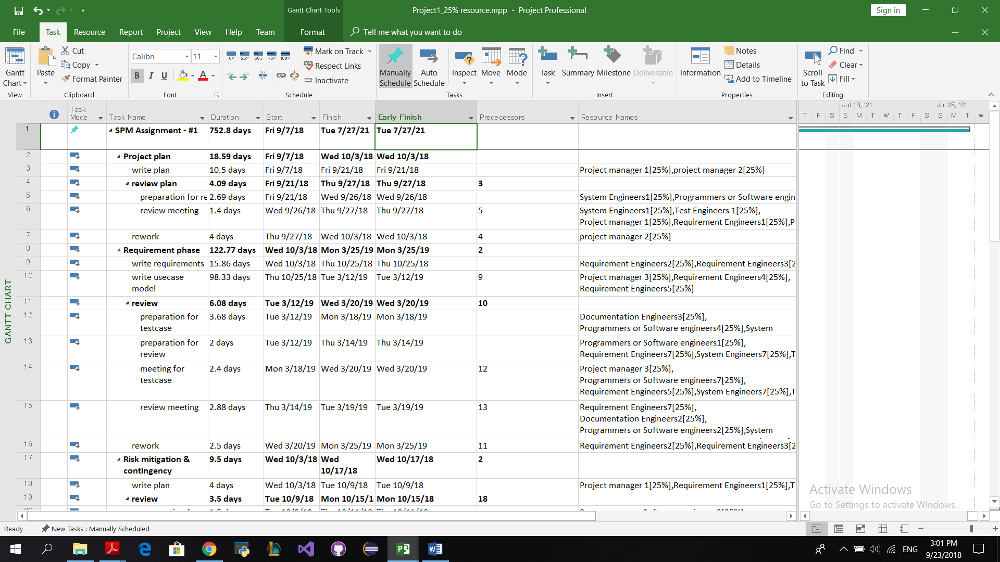 Gantt Chart Tools
Project1_25% resource.mpp - Project Professional
Sign in
File Task Resource Report Project View Help Team Format Tell me what you want to do
Gantt Chart
View
Paste
Cut
Copy
Format Painter
Clipboard
Calibri 11
B I U A
Font
0% 25% 50% 75% 100%
Mark on Track
Respect Links
Inactivate
Schedule
Manually Schedule
Auto Schedule
Inspect Move Mode
Tasks
Task Summary Milestone Deliverable
Insert
Information
Notes
Details
Add to Timeline
Properties
Scroll to Task
Find
Clear
Fill
Editing
GANTT CHART
Task Mode Task Name Duration Start Finish Early Finish Predecessors Resource Names
Jul 18, '21 Jul 25, '21
T F S S M T W T F S S M T W
1 SPM Assignment - #1 752.8 days Fri 9/7/18 Tue 7/27/21 Tue 7/27/21
2 Project plan 18.59 days Fri 9/7/18 Wed 10/3/18 Wed 10/3/18
3 write plan 10.5 days Fri 9/7/18 Fri 9/21/18 Fri 9/21/18 Project manager 1[25%],project manager 2[25%]
4 review plan 4.09 days Fri 9/21/18 Thu 9/27/18 Thu 9/27/18 3
5 preparation for re 2.69 days Fri 9/21/18 Wed 9/26/18 Wed 9/26/18 System Engineers1[25%],Programmers or Software engin
6 review meeting 1.4 days Wed 9/26/18 Thu 9/27/18 Thu 9/27/18 5 System Engineers1[25%],Test Engineers 1[25%],
Project manager 1[25%],Requirement Engineers1[25%],P
7 rework 4 days Thu 9/27/18 Wed 10/3/18 Wed 10/3/18 4 project manager 2[25%]
8 Requirement phase 122.77 days Wed 10/3/18 Mon 3/25/19 Mon 3/25/19 2
9 write requirements 15.86 days Wed 10/3/18 Thu 10/25/18 Thu 10/25/18 Requirement Engineers2[25%],Requirement Engineers3[2
10 write usecase 98.33 days Thu 10/25/18 Tue 3/12/19 Tue 3/12/19 9 Project manager 3[25%],Requirement Engineers4[25%],
model Requirement Engineers5[25%]
11 review 6.08 days Tue 3/12/19 Wed 3/20/19 Wed 3/20/19 10
12 preparation for 3.68 days Tue 3/12/19 Mon 3/18/19 Mon 3/18/19 Documentation Engineers3[25%],
testcase Programmers or Software engineers4[25%],System
13 preparation for 2 days Tue 3/12/19 Thu 3/14/19 Thu 3/14/19 Programmers or Software engineers1[25%],
review Requirement Engineers7[25%],System Engineers7[25%],T
14 meeting for 2.4 days Mon 3/18/19 Wed 3/20/19 Wed 3/20/19 12 Project manager 3[25%],
testcase Programmers or Software engineers7[25%],
Requirement Engineers5[25%],System Engineers7[25%],T
15 review meeting 2.88 days Thu 3/14/19 Tue 3/19/19 Tue 3/19/19 13 Requirement Engineers7[25%],
Documentation Engineers2[25%],
Programmers or Software engineers2[25%],System
16 rework 2.5 days Wed 3/20/19 Mon 3/25/19 Mon 3/25/19 11 Requirement Engineers2[25%],Requirement Engineers3[2
17 Risk mitigation & 9.5 days Wed 10/3/18 Wed Wed 10/17/18 2
contingency 10/17/18
18 write plan 4 days Wed 10/3/18 Tue 10/9/18 Tue 10/9/18 Project manager 1[25%],Requirement Engineers1[25%],T
19 review 3.5 days Tue 10/9/18 Mon 10/15/1 Mon 10/15/18 18
Activate Windows
Go to Settings to activate Windows.
Ready New Tasks : Manually Scheduled
ENG
3:01 PM
9/23/2018